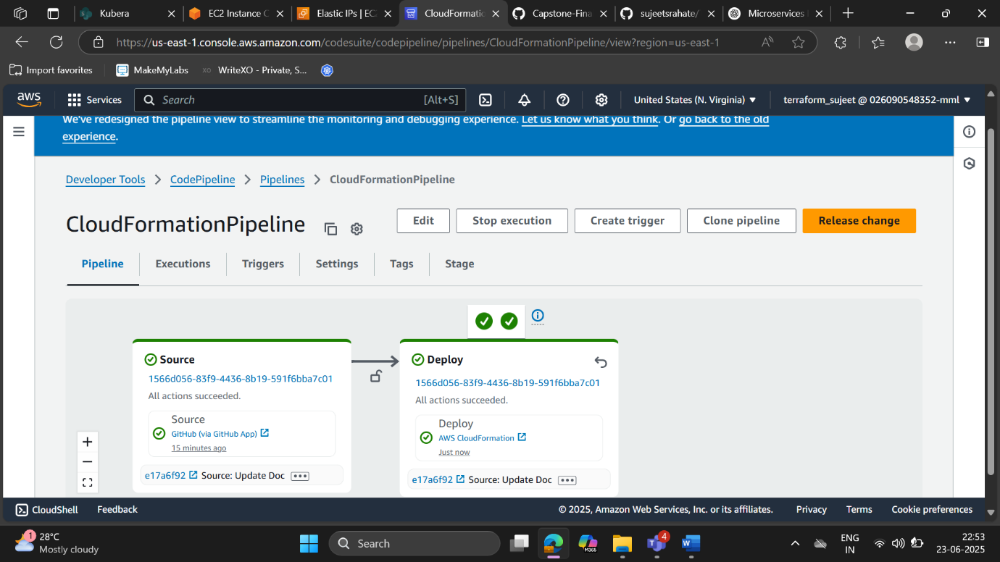 Kubera
EC2 Instance C
Elastic IPs | EC
CloudFormatio
Capstone-Fina
sujeetsrahate/
Microservices
https://us-east-1.console.aws.amazon.com/codesuite/codepipeline/pipelines/CloudFormationPipeline/view?region=us-east-1
Import favorites
MakeMyLabs
WriteXO - Private, S...
aws
Services
Search
[Alt+S]
United States (N. Virginia)
terraform_sujeet @ 026090548352-mml
We've redesigned the pipeline view to streamline the monitoring and debugging experience. Let us know what you think. Or go back to the old
experience.
Developer Tools
CodePipeline
Pipelines
CloudFormationPipeline
CloudFormationPipeline
Edit
Stop execution
Create trigger
Clone pipeline
Release change
Pipeline
Executions
Triggers
Settings
Tags
Stage
Source
1566d056-83f9-4436-8b19-591f6bba7c01
All actions succeeded.
Source
GitHub (via GitHub App)
15 minutes ago
e17a6f92 Source: Update Doc
Deploy
1566d056-83f9-4436-8b19-591f6bba7c01
All actions succeeded.
Deploy
AWS CloudFormation
Just now
e17a6f92 Source: Update Doc
CloudShell
Feedback
© 2025, Amazon Web Services, Inc. or its affiliates.
Privacy
Terms
Cookie preferences
1
28°C
Mostly cloudy
Search
M365
4
ENG
IN
22:53
23-06-2025